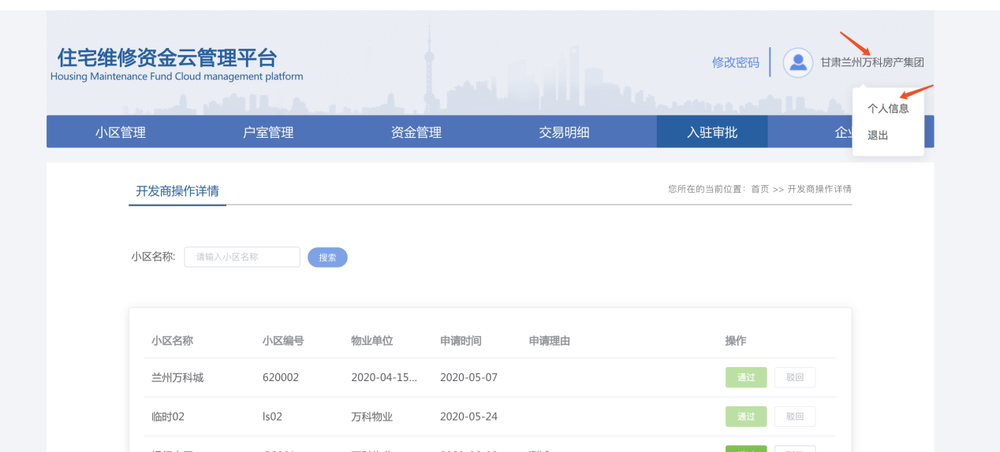 住宅维修资金云管理平台
Housing Maintenance Fund Cloud management platform
修改密码 甘肃兰州万科房产集团
个人信息
退出
小区管理 户室管理 资金管理 交易明细 入驻审批 企业
开发商操作详情 您所在的当前位置：首页 >> 开发商操作详情
小区名称: 请输入小区名称 搜索
小区名称 小区编号 物业单位 申请时间 申请理由 操作
兰州万科城 620002 2020-04-15... 2020-05-07 通过 驳回
临时02 ls02 万科物业 2020-05-24 通过 驳回